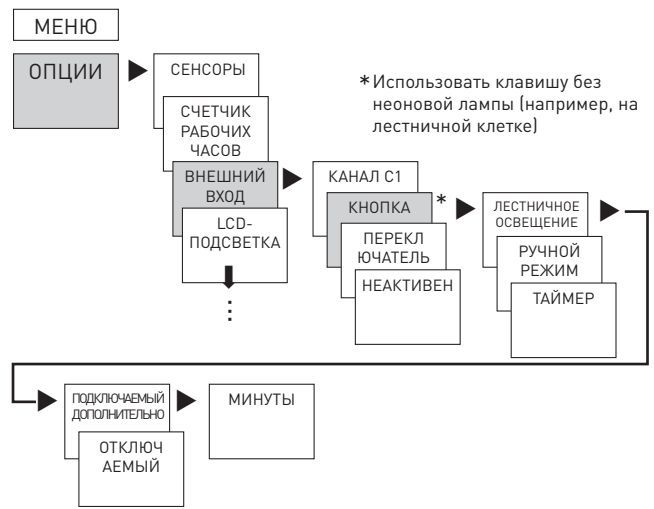 МЕНЮ
ОПЦИИ
СЕНСОРЫ
СЧЕТЧИК
РАБОЧИХ
ЧАСОВ
ВНЕШНИЙ
ВХОД
LCD-
ПОДСВЕТКА
⋮
*Использовать клавишу без
неоновой лампы (например, на
лестничной клетке)
КАНАЛ C1
КНОПКА *
ПЕРЕКЛ
ЮЧАТЕЛЬ
НЕАКТИВЕН
ЛЕСТНИЧНОЕ
ОСВЕЩЕНИЕ
РУЧНОЙ
РЕЖИМ
ТАЙМЕР
ПОДКЛЮЧАЕМЫЙ
ДОПОЛНИТЕЛЬНО
ОТКЛЮЧ
АЕМЫЙ
МИНУТЫ